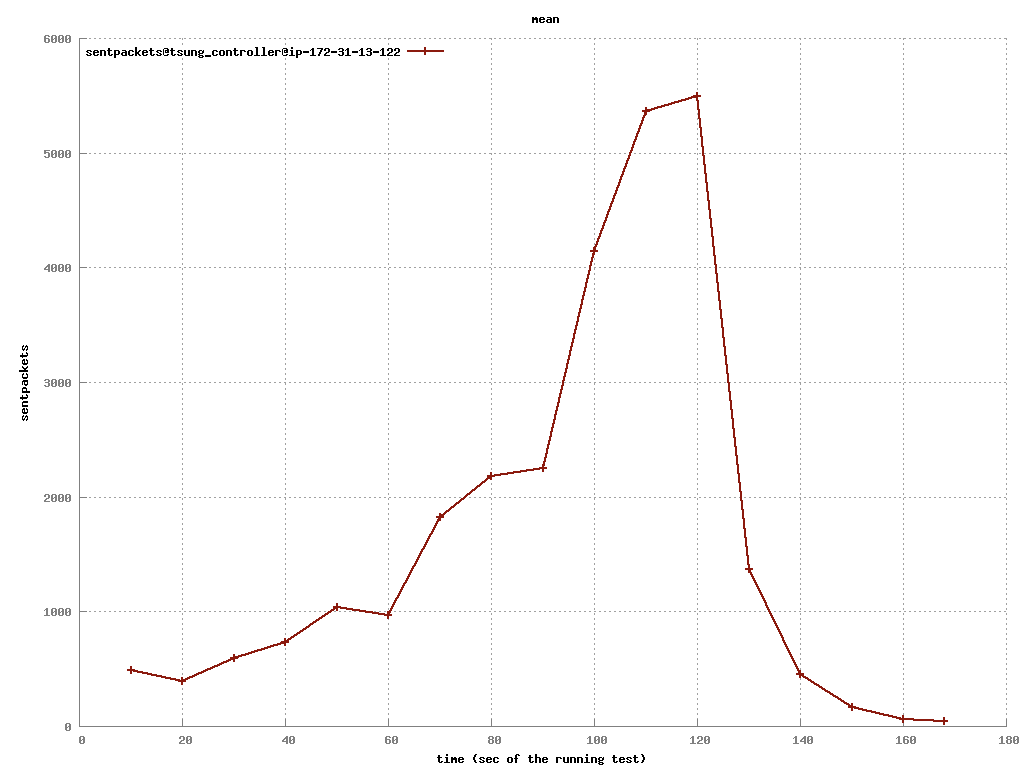 mean
6000
sentpackets@tsung_controller@ip-172-31-13-122
5000
4000
3000
2000
1000
0
sentpackets
0 20 40 60 80 100 120 140 160 180
time (sec of the running test)